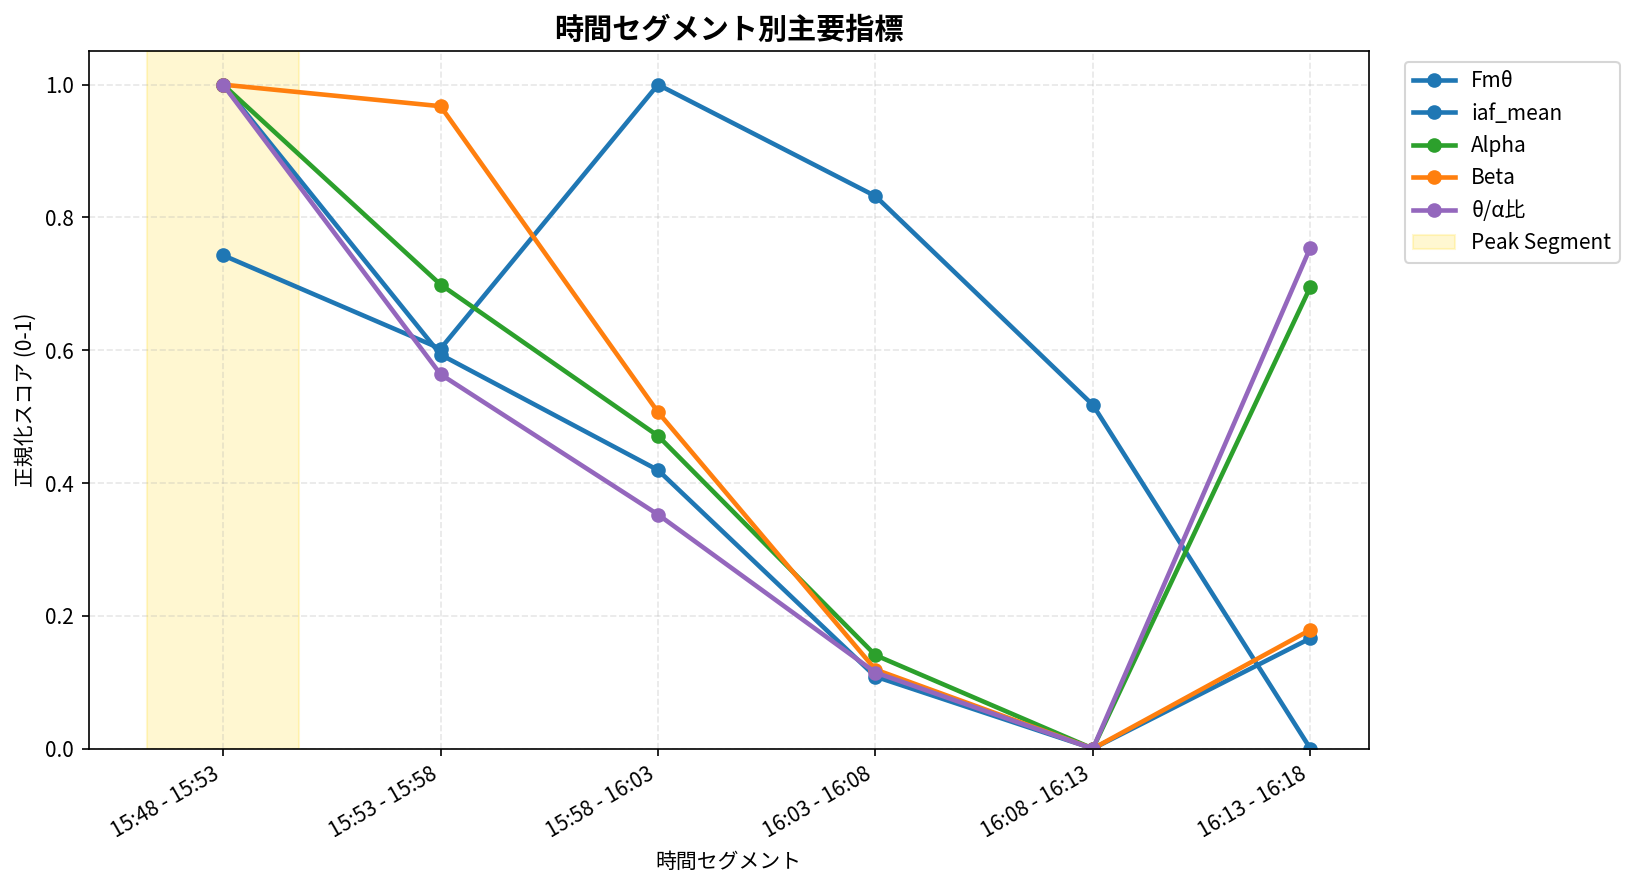 時間セグメント別主要指標
正規化スコア (0-1)
1.0
0.8
0.6
0.4
0.2
0.0
15:48 - 15:53
15:53 - 15:58
15:58 - 16:03
16:03 - 16:08
16:08 - 16:13
16:13 - 16:18
時間セグメント
Fmθ
iaf_mean
Alpha
Beta
θ/α比
Peak Segment